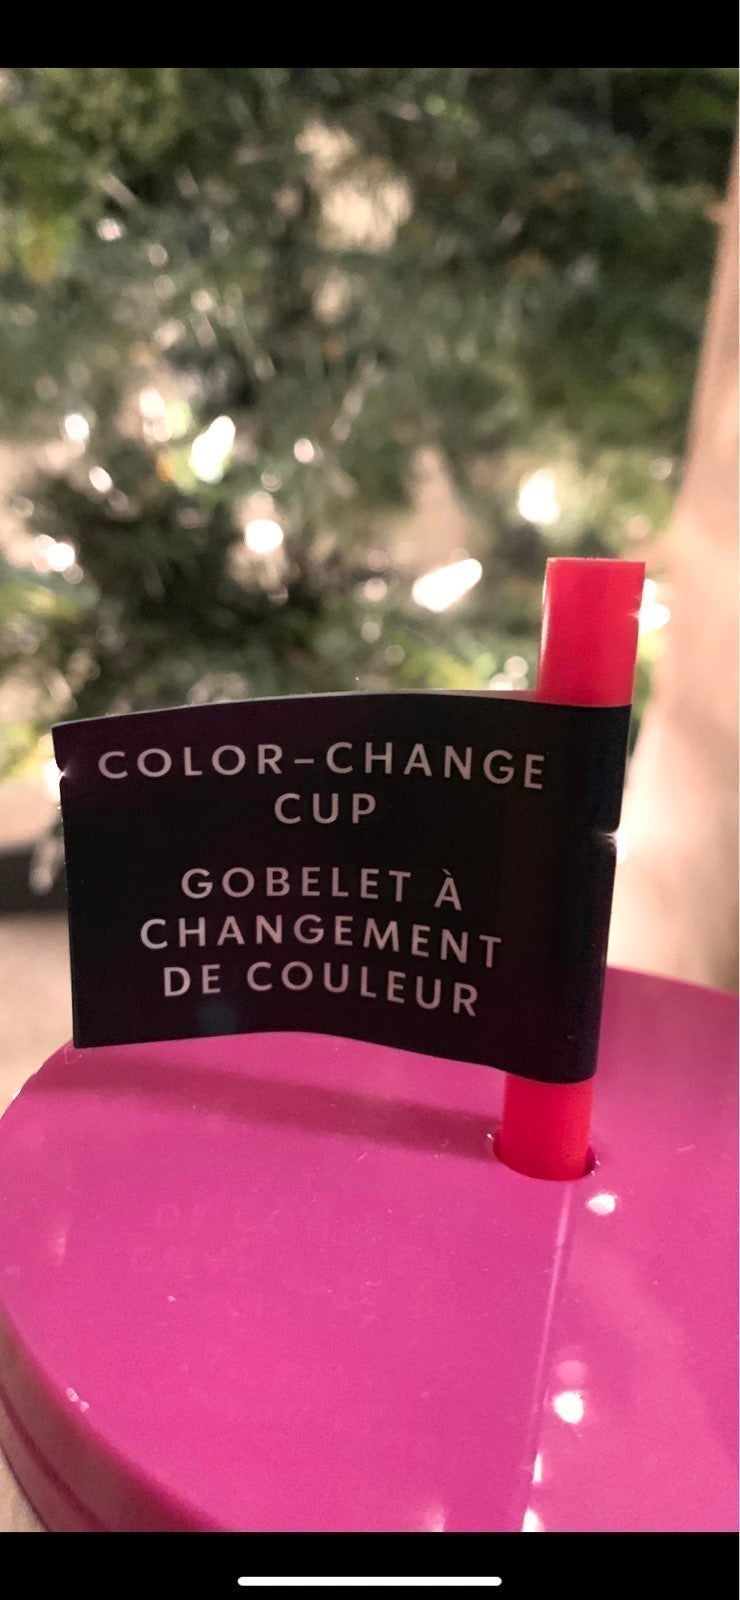 COLOR-CHANGE
CUP
GOBELET À
CHANGEMENT
DE COULEUR